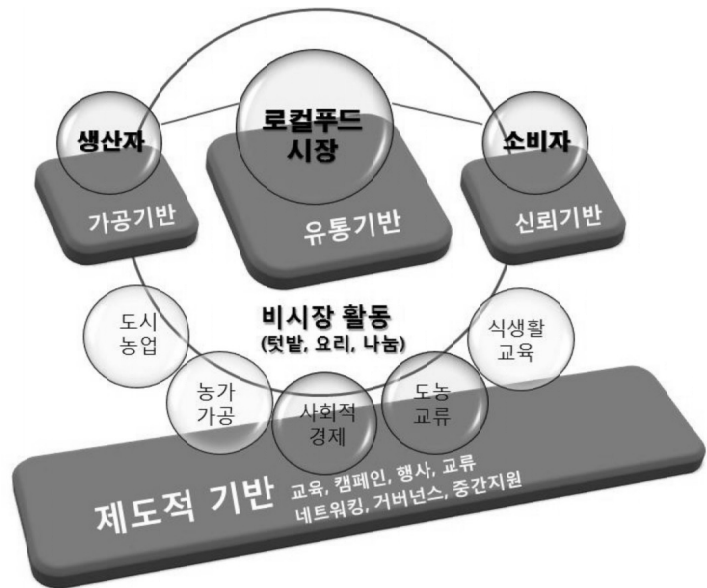 생산자
로컬푸드
시장
소비자
가공기반
유통기반
신뢰기반
비시장 활동
(텃밭, 요리, 나눔)
도시
농업
농가
가공
사회적
경제
도농
교류
식생활
교육
제도적 기반
교육, 캠페인, 행사, 교류
네트워킹, 거버넌스, 중간지원